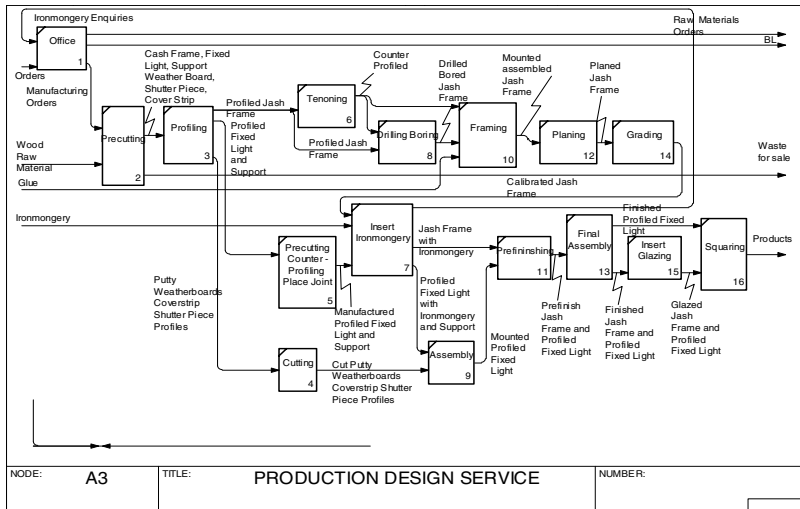 Ironmongery Enquiries
Raw Materials
Orders
BL
Office
1
Orders
Manufacturing
Orders
Cash Frame, Fixed
Light, Support
Weather Board,
Shutter Piece,
Cover Strip
Counter
Profiled
Drilled
Bored
Jash
Frame
Mounted
assembled
Jash
Frame
Planed
Jash
Frame
Precutting
2
Profiling
3
Profiled Jash
Frame
Profiled
Fixed
Light
and
Support
Tenoning
6
Profiled Jash
Frame
Drilling Boring
8
Framing
10
Planing
12
Grading
14
Wood
Raw
Material
Glue
Waste
for sale
Calibrated Jash
Frame
Ironmongery
Insert
Ironmongery
7
Jash Frame
with
Ironmongery
Finished
Profiled Fixed
Light
Final
Assembly
13
Insert
Glazing
15
Squaring
16
Products
Precutting
Counter -
Profiling
Place Joint
5
Prefininshing
11
Putty
Weatherboards
Coverstrip
Shutter Piece
Profiles
Manufactured
Profiled Fixed
Light and
Support
Profiled
Fixed Light
with
Ironmongery
and Support
Prefinish
Jash
Frame and
Profiled
Fixed Light
Finished
Jash
Frame and
Profiled
Fixed Light
Glazed
Jash
Frame and
Profiled
Fixed Light
Mounted
Profiled
Fixed
Light
Cutting
4
Cut Putty
Weatherboards
Coverstrip Shutter
Piece Profiles
Assembly
9
NODE: A3 TITLE: PRODUCTION DESIGN SERVICE NUMBER: